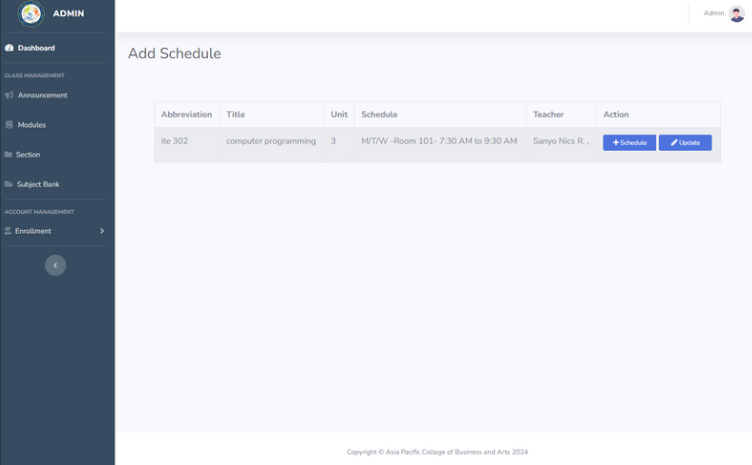 ADMIN
Admin
Dashboard
Add Schedule
CLASS MANAGEMENT
Announcement
Modules
Section
Subject Bank
ACCOUNT MANAGEMENT
Enrollment
Abbreviation Title Unit Schedule Teacher Action
ite 302 computer programming 3 M/T/W -Room 101- 7:30 AM to 9:30 AM Sanyo Nics R. , Schedule Update
Copyright © Asia Pacific College of Business and Arts 2024